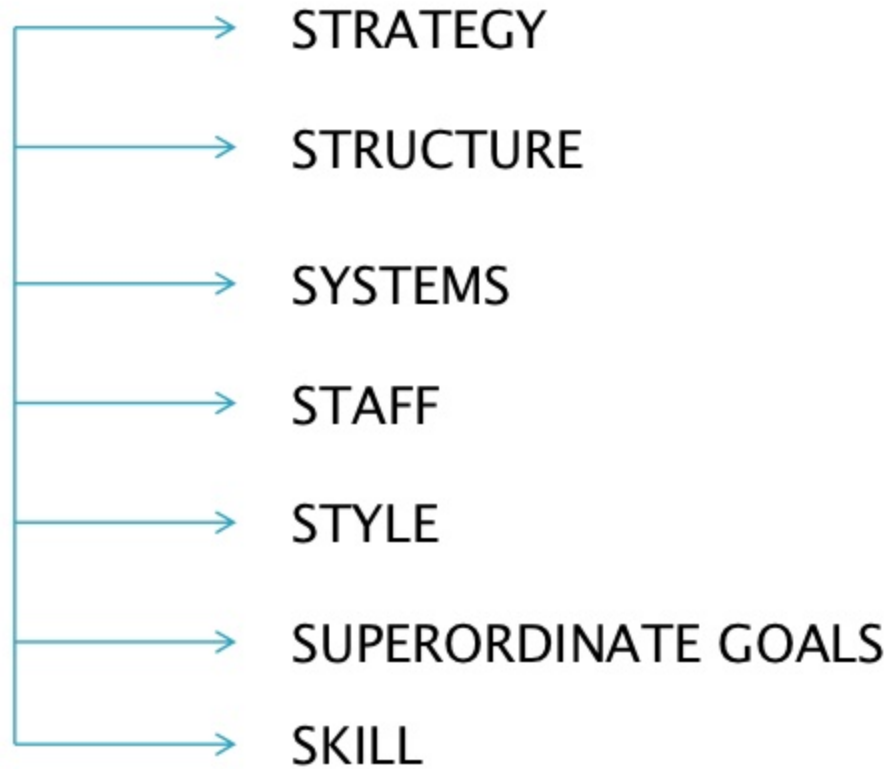 STRATEGY
STRUCTURE
SYSTEMS
STAFF
STYLE
SUPERORDINATE GOALS
SKILL